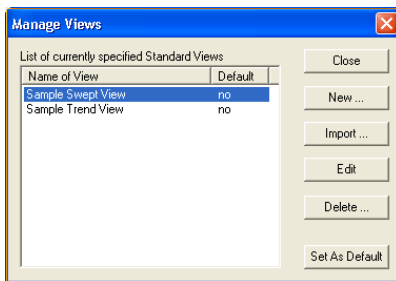 Manage Views
List of currently specified Standard Views
Name of View Default
Sample Swept View no
Sample Trend View no
Close
New ...
Import ...
Edit
Delete ...
Set As Default